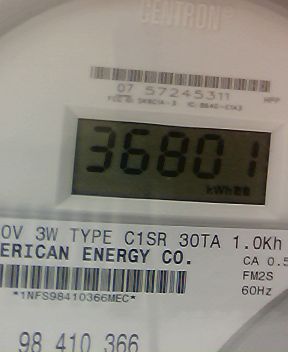 CENTRON®
07 57245311
36801
kWh
0V 3W TYPE C1SR 30TA 1.0Kh
ERICAN ENERGY CO.
CA 0.5
FM2S
*1NFS98410366MEC*
60Hz
98 410 366